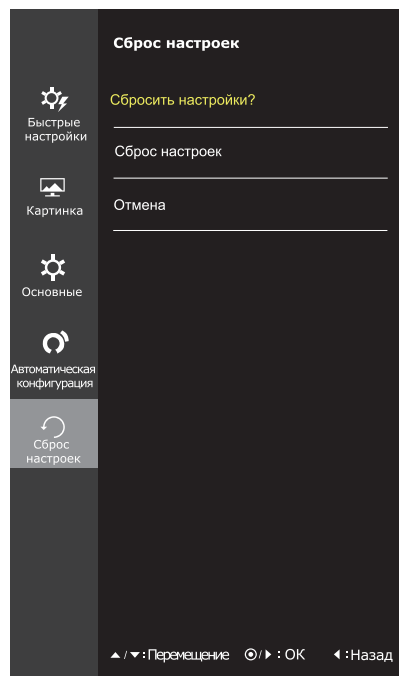 Сброс настроек
Сбросить настройки?
Сброс настроек
Отмена
Быстрые
настройки
Картинка
Основные
Автоматическая
конфигурация
Сброс
настроек
▲/▼:Перемещение ⦿/▶:OK ◀:Назад